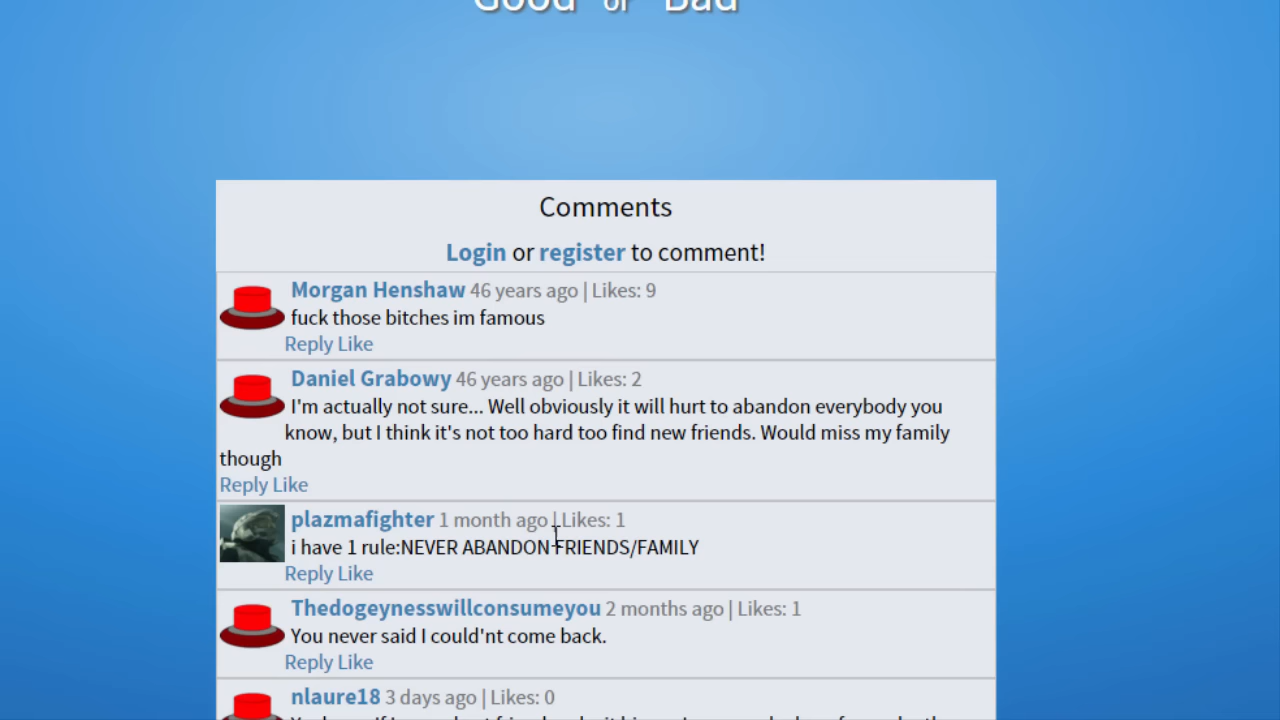 Good or Bad
Comments
Login or register to comment!
Morgan Henshaw 46 years ago | Likes: 9
fuck those bitches im famous
Reply Like
Daniel Grabowy 46 years ago | Likes: 2
I'm actually not sure... Well obviously it will hurt to abandon everybody you
know, but I think it's not too hard too find new friends. Would miss my family
though
Reply Like
plazmafighter 1 month ago | Likes: 1
i have 1 rule:NEVER ABANDON FRIENDS/FAMILY
Reply Like
Thedogeynesswillconsumeyou 2 months ago | Likes: 1
You never said I could'nt come back.
Reply Like
nlaure18 3 days ago | Likes: 0